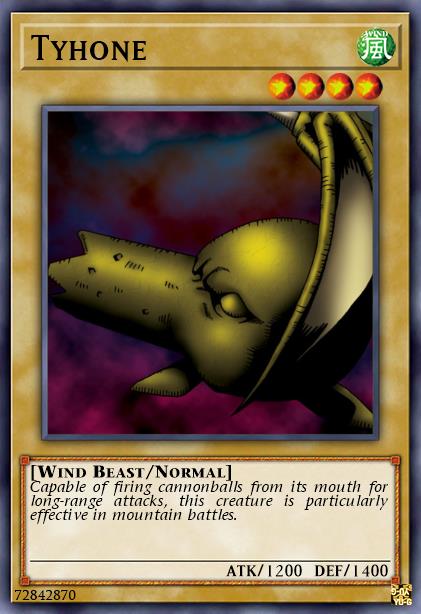 Tyhone
WIND
風
[Wind Beast/Normal]
Capable of firing cannonballs from its mouth for
long-range attacks, this creature is particularly
effective in mountain battles.
ATK/1200 DEF/1400
72842870